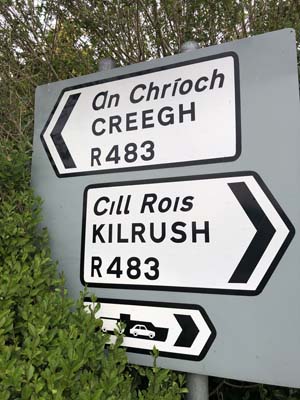 An Chríoch
CREEGH
R483
Cill Rois
KILRUSH
R483